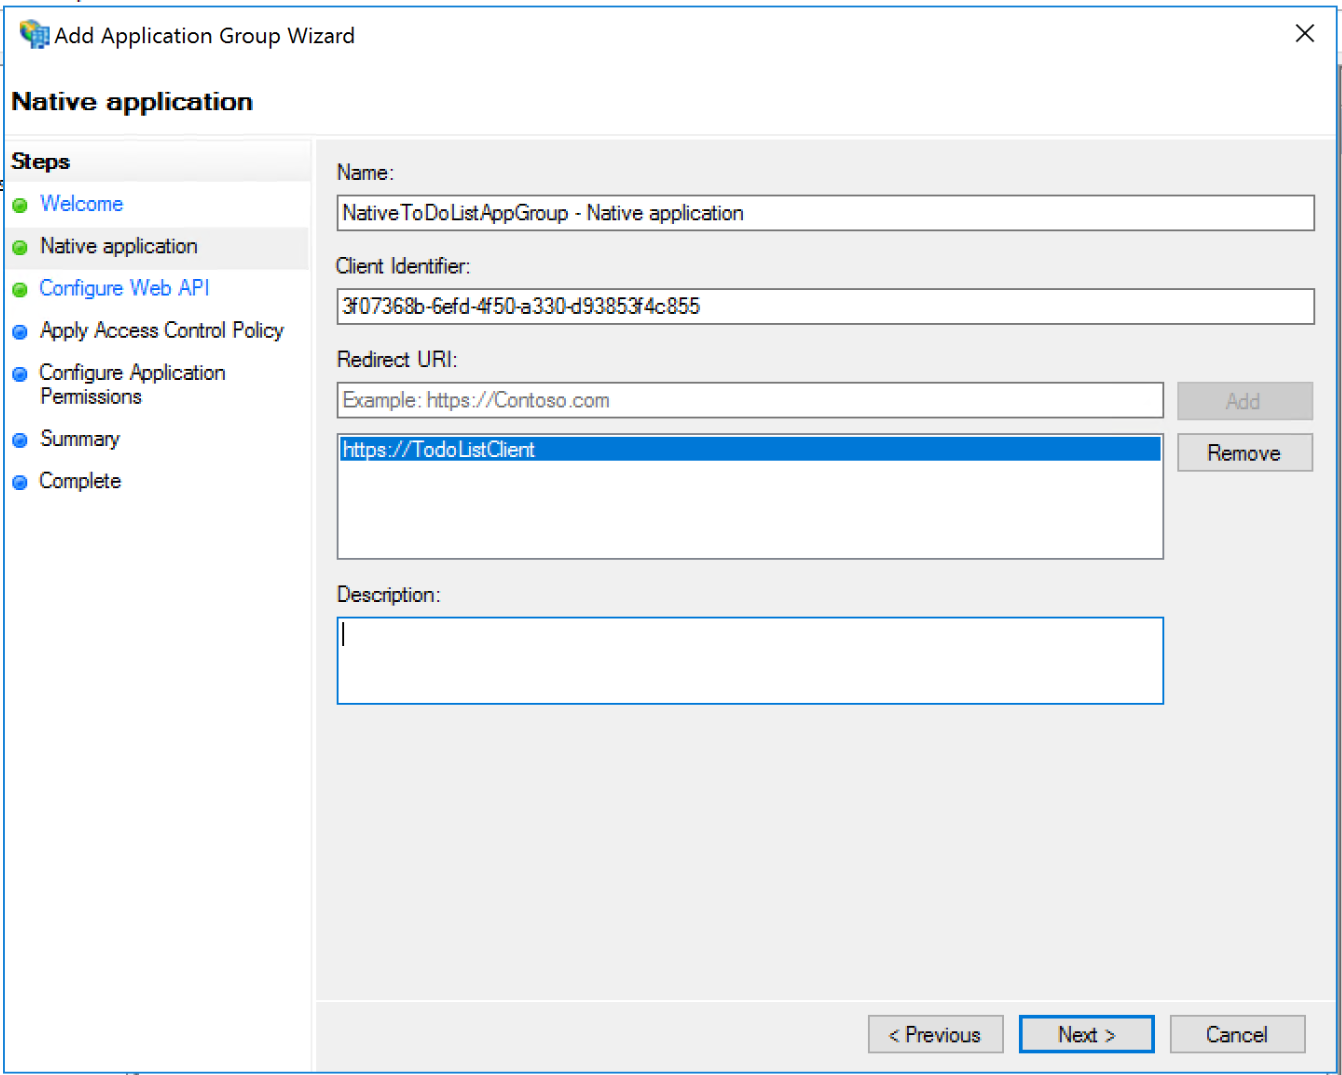 Add Application Group Wizard
Native application
Steps
Welcome
Native application
Configure Web API
Apply Access Control Policy
Configure Application
Permissions
Summary
Complete
Name:
NativeToDoListAppGroup - Native application
Client Identifier:
3f07368b-6efd-4f50-a330-d93853f4c855
Redirect URI:
Example: https://Contoso.com
Add
https://TodoListClient
Remove
Description:
< Previous
Next >
Cancel